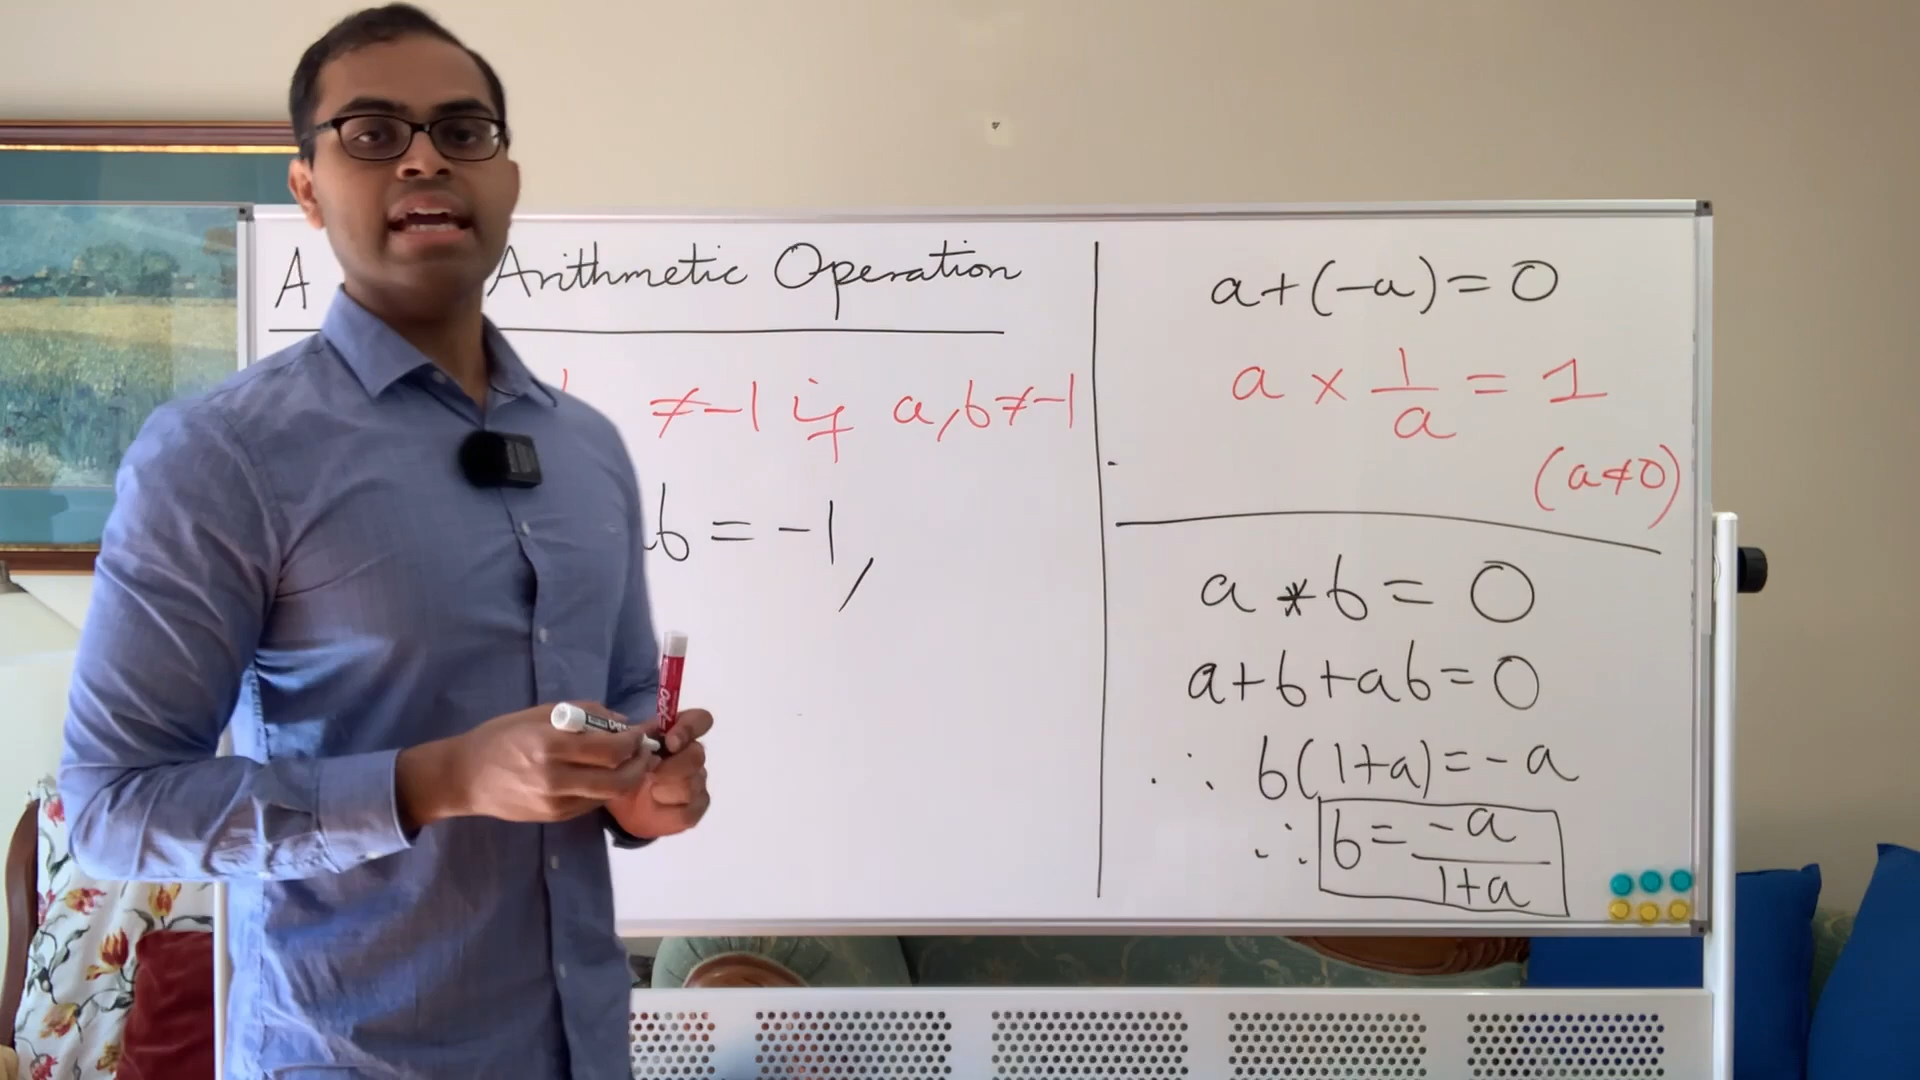 A Arithmetic Operation
≠-1 if a,b≠-1
b = -1,
a+(-a)=0
a × 1/a = 1
(a≠0)
a * b = 0
a+b+ab=0
∴ b(1+a)=-a
∴ b= -a/1+a